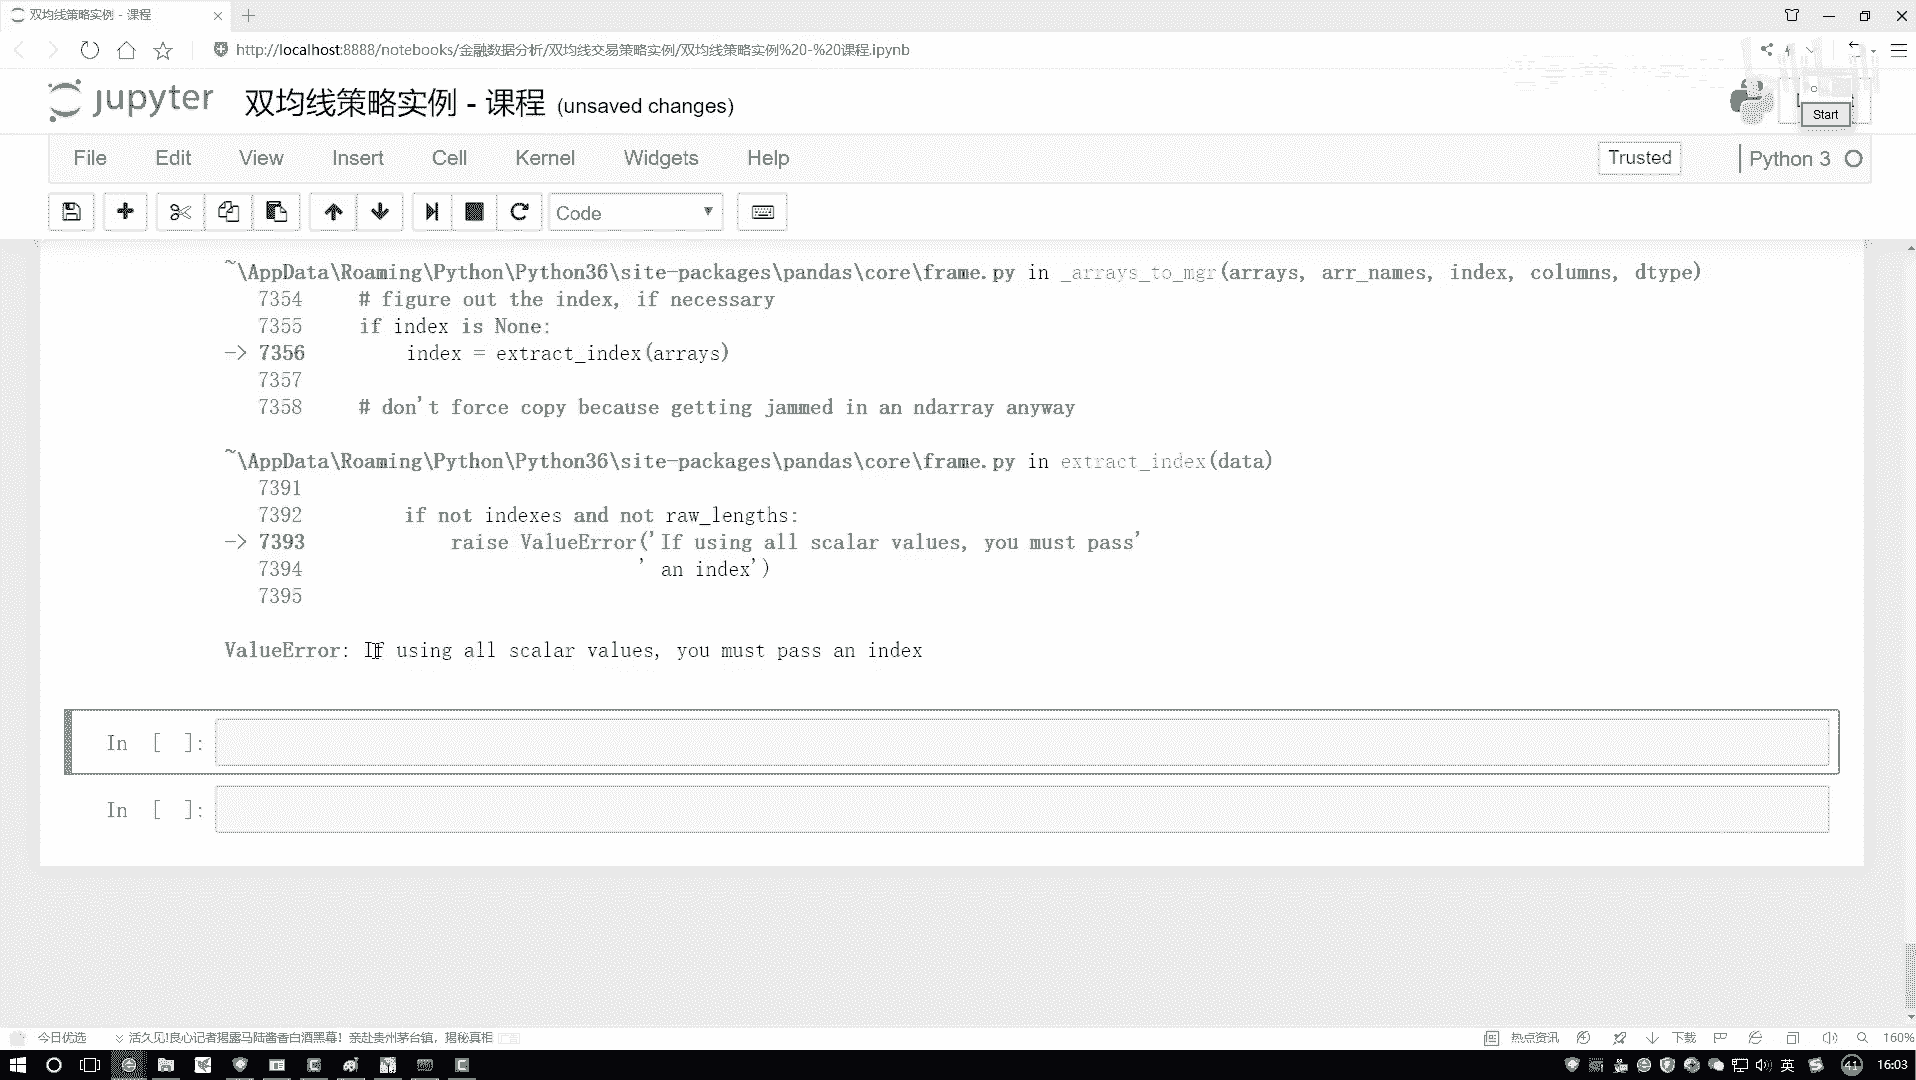 双均线策略实例 - 课程
http://localhost:8888/notebooks/金融数据分析/双均线交易策略实例/双均线策略实例%20-%20课程.ipynb
jupyter 双均线策略实例 - 课程 (unsaved changes)
Start
File Edit View Insert Cell Kernel Widgets Help Trusted Python 3
Code
~\AppData\Roaming\Python\Python36\site-packages\pandas\core\frame.py in _arrays_to_mgr(arrays, arr_names, index, columns, dtype)
7354 # figure out the index, if necessary
7355 if index is None:
-> 7356 index = extract_index(arrays)
7357
7358 # don't force copy because getting jammed in an ndarray anyway
~\AppData\Roaming\Python\Python36\site-packages\pandas\core\frame.py in extract_index(data)
7391
7392 if not indexes and not raw_lengths:
-> 7393 raise ValueError('If using all scalar values, you must pass'
7394 ' an index')
7395
ValueError: If using all scalar values, you must pass an index
In [ ]:
In [ ]:
今日优选 活久见!良心记者揭露马陆酱香白酒黑幕! 亲赴贵州茅台镇, 揭秘真相 热点资讯 下载 160%
英 41 16:03